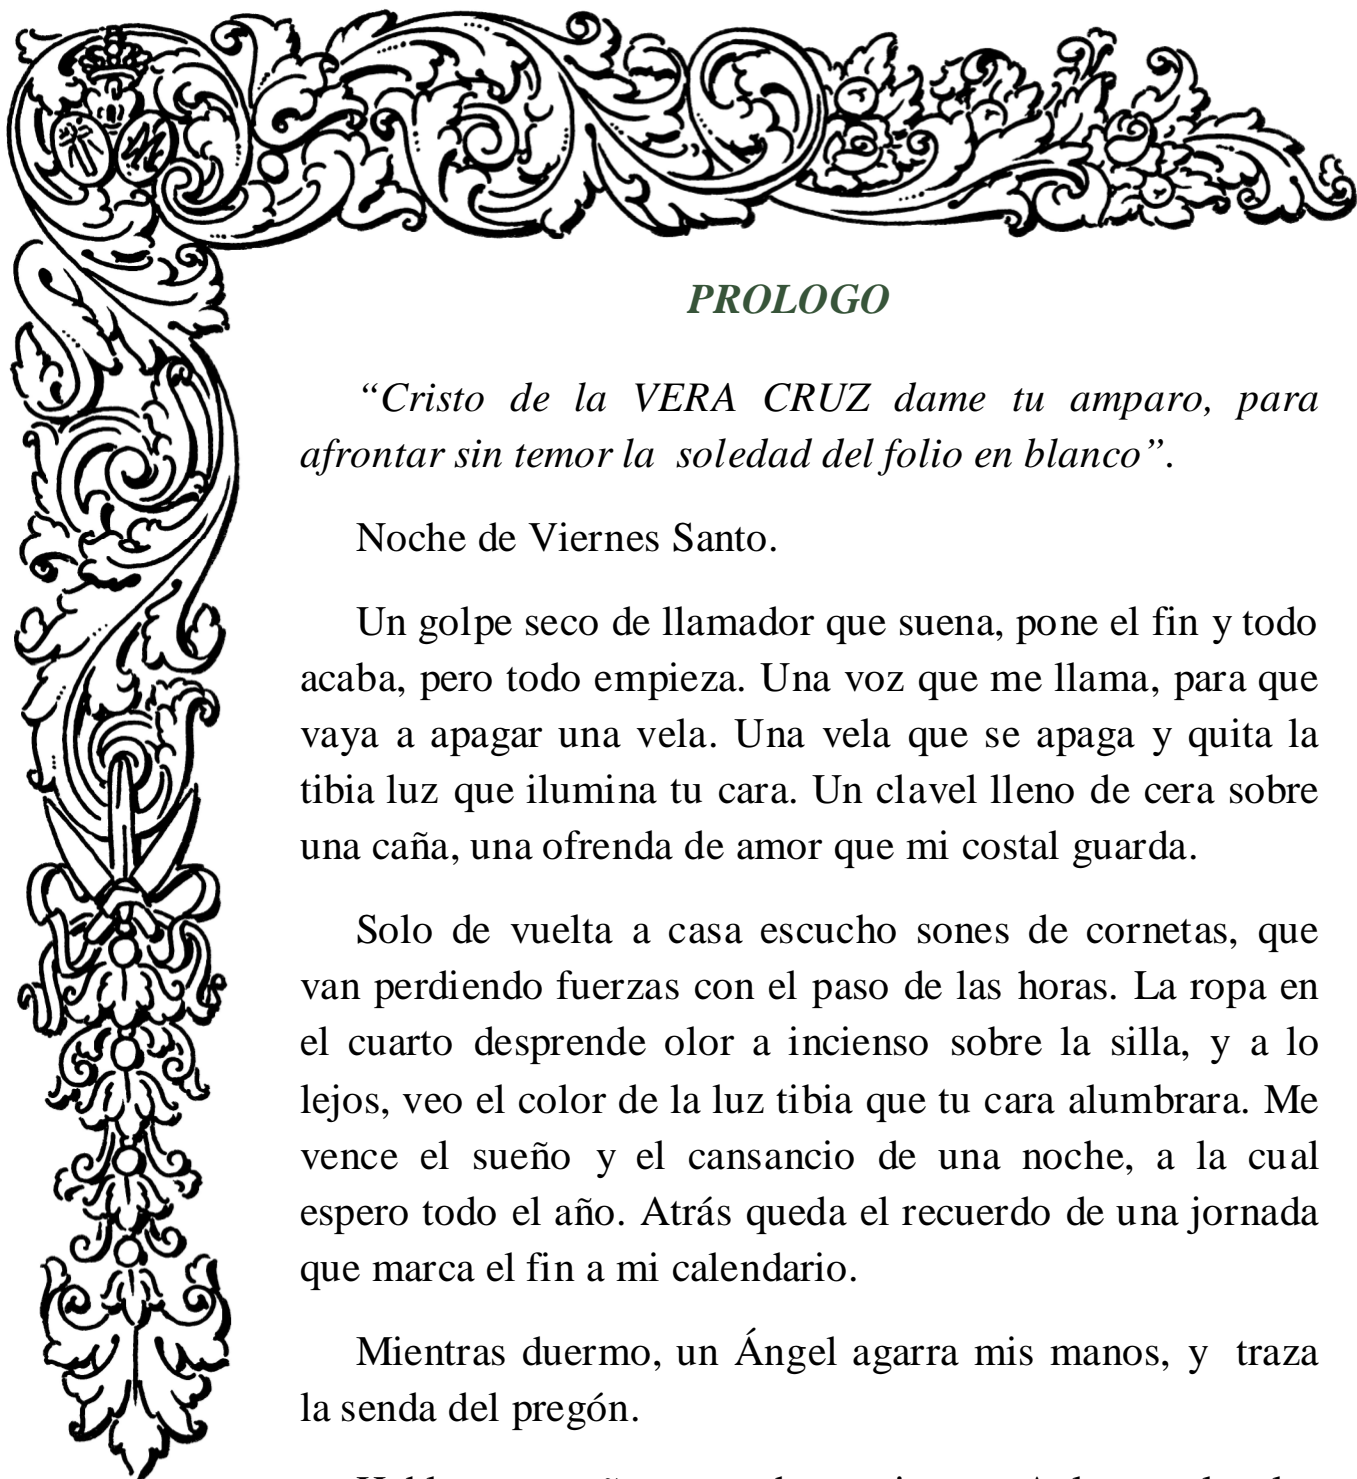 PROLOGO
“Cristo de la VERA CRUZ dame tu amparo, para
afrontar sin temor la soledad del folio en blanco”.
Noche de Viernes Santo.
Un golpe seco de llamador que suena, pone el fin y todo
acaba, pero todo empieza. Una voz que me llama, para que
vaya a apagar una vela. Una vela que se apaga y quita la
tibia luz que ilumina tu cara. Un clavel lleno de cera sobre
una caña, una ofrenda de amor que mi costal guarda.
Solo de vuelta a casa escucho sones de cornetas, que
van perdiendo fuerzas con el paso de las horas. La ropa en
el cuarto desprende olor a incienso sobre la silla, y a lo
lejos, veo el color de la luz tibia que tu cara alumbrara. Me
vence el sueño y el cansancio de una noche, a la cual
espero todo el año. Atrás queda el recuerdo de una jornada
que marca el fin a mi calendario.
Mientras duermo, un Ángel agarra mis manos, y traza
la senda del pregón.